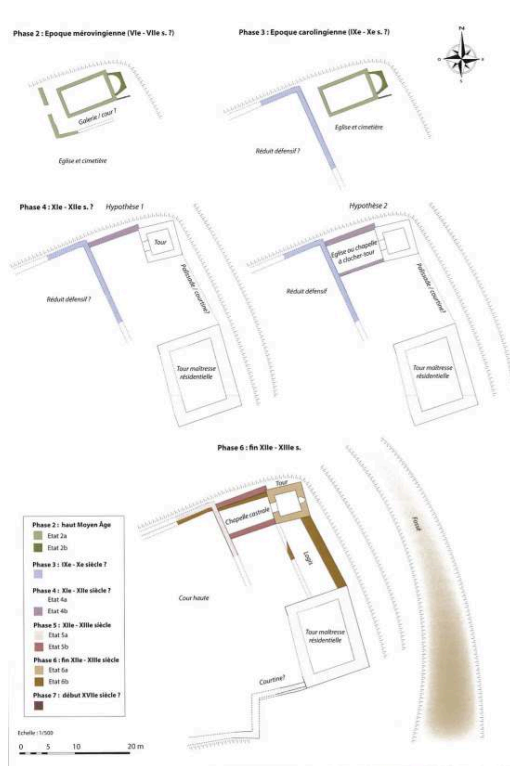 Phase 2 : Epoque mérovingienne (VIe - VIIe s. ?)
Phase 3 : Epoque carolingienne (IXe - Xe s. ?)
N
O
E
S
Galerie / cour ?
Eglise et cimetière
Eglise et cimetière
Réduit défensif ?
Phase 4 : XIe - XIIe s. ?
Hypothèse 1
Hypothèse 2
Tour
Réduit défensif ?
Palissade / courtine?
Tour maîtresse
résidentielle
Eglise ou chapelle
à clocher-tour
Réduit défensif
Palissade / courtine?
Tour maîtresse
résidentielle
Phase 6 : fin XIIe - XIIIe s.
Tour
Chapelle castrale
Logis
Fossé
Cour haute
Tour maîtresse
résidentielle
Courtine?
Phase 2 : haut Moyen Âge
Etat 2a
Etat 2b
Phase 3 : IXe - Xe siècle ?
Phase 4 : XIe - XIIe siècle ?
Etat 4a
Etat 4b
Phase 5 : XIIe - XIIIe siècle
Etat 5a
Etat 5b
Phase 6 : fin XIIe - XIIIe siècle
Etat 6a
Etat 6b
Phase 7 : début XVIIe siècle ?
Echelle : 1/500
0 5 10 20 m